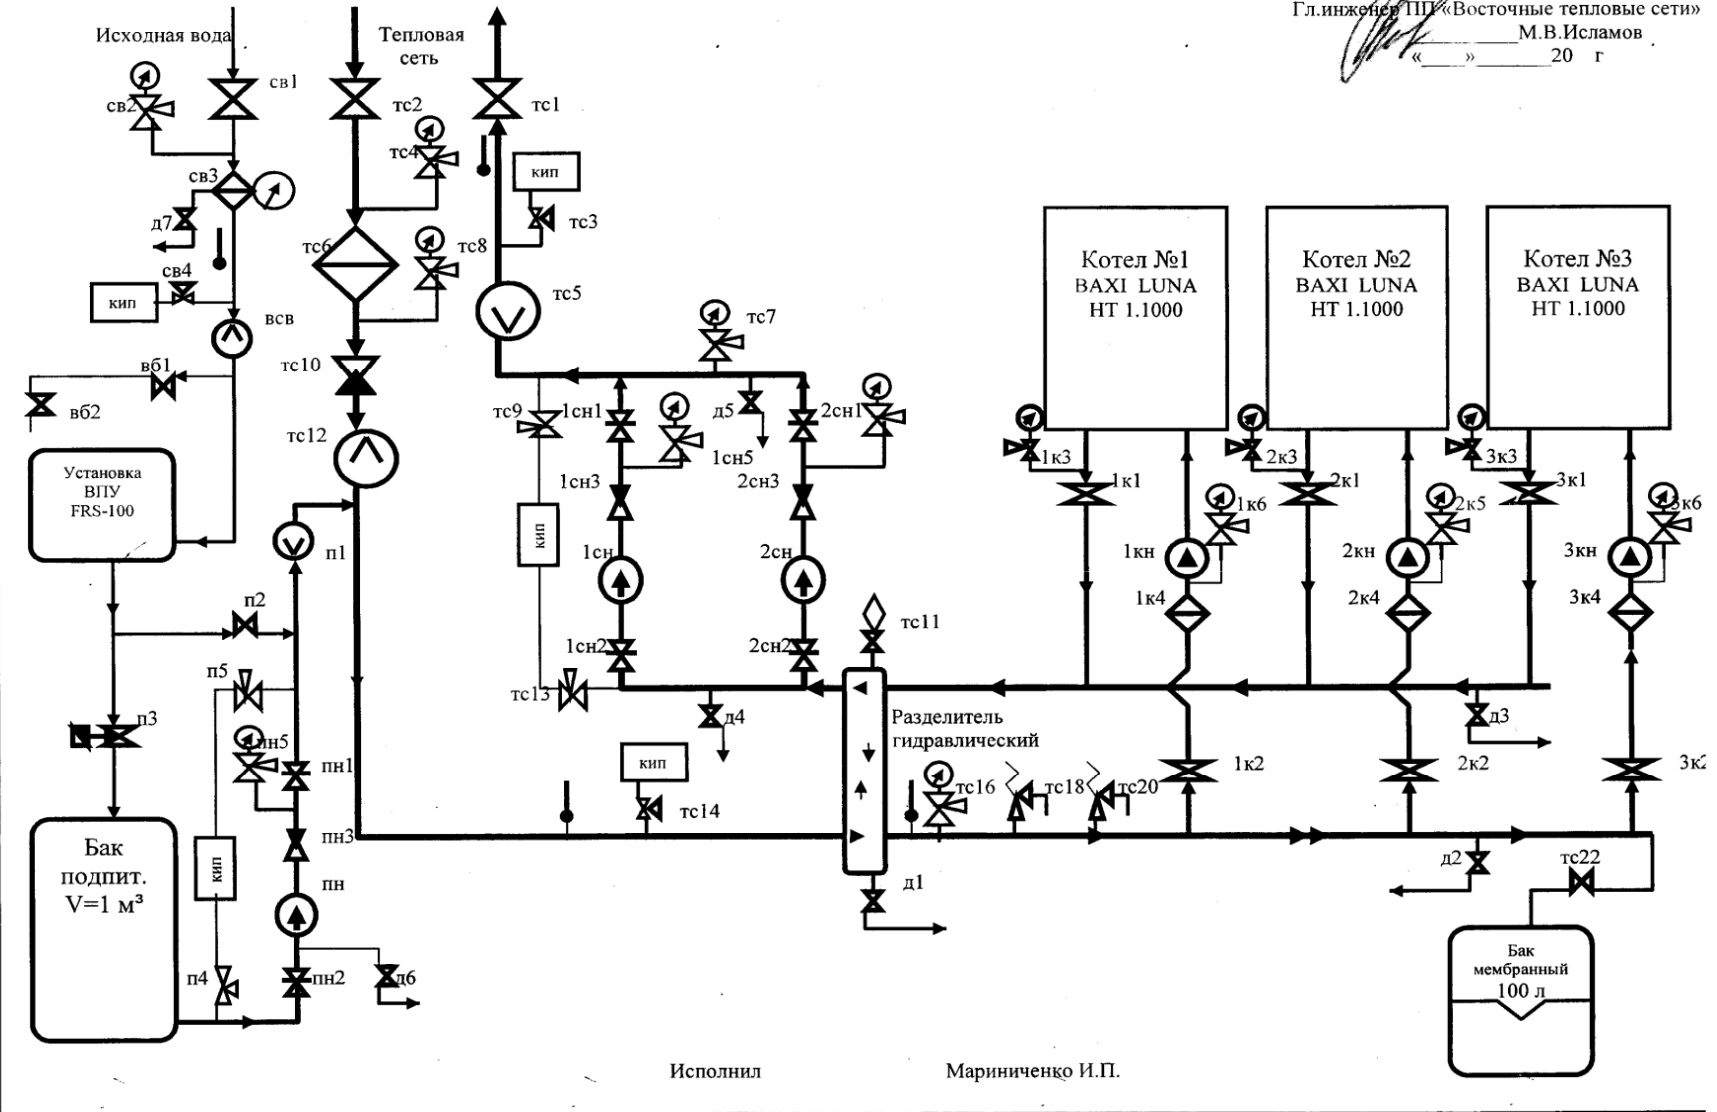 Гл.инженер ПП «Восточные тепловые сети»
М.В.Исламов
«____»_______20 г
Исходная вода
Тепловая
сеть
св1
св2
тс2
тс1
тс4
св3
кип
д7
тс3
тс6
тс8
св4
кип
тс5
всв
тс7
вб1
тс10
вб2
тс9
1сн1
д5
2сн1
тс12
1сн5
Установка
ВПУ
FRS-100
1сн3
2сн3
кип
п1
1сн
2сн
Котел №1
BAXI LUNA
HT 1.1000
Котел №2
BAXI LUNA
HT 1.1000
Котел №3
BAXI LUNA
HT 1.1000
1к3
1к1
2к3
2к1
3к3
3к1
1к6
2к5
3к6
1кн
2кн
3кн
1к4
2к4
3к4
п2
тс11
1сн2
2сн2
п5
тс13
п3
д4
Разделитель
гидравлический
д3
пн5
пн1
кип
1к2
2к2
3к2
тс16
тс18
тс20
тс14
пн3
Бак
подпит.
V=1 м³
кип
пн
д1
д2
тс22
п4
пн2
д6
Бак
мембранный
100 л
Исполнил Мариниченко И.П.